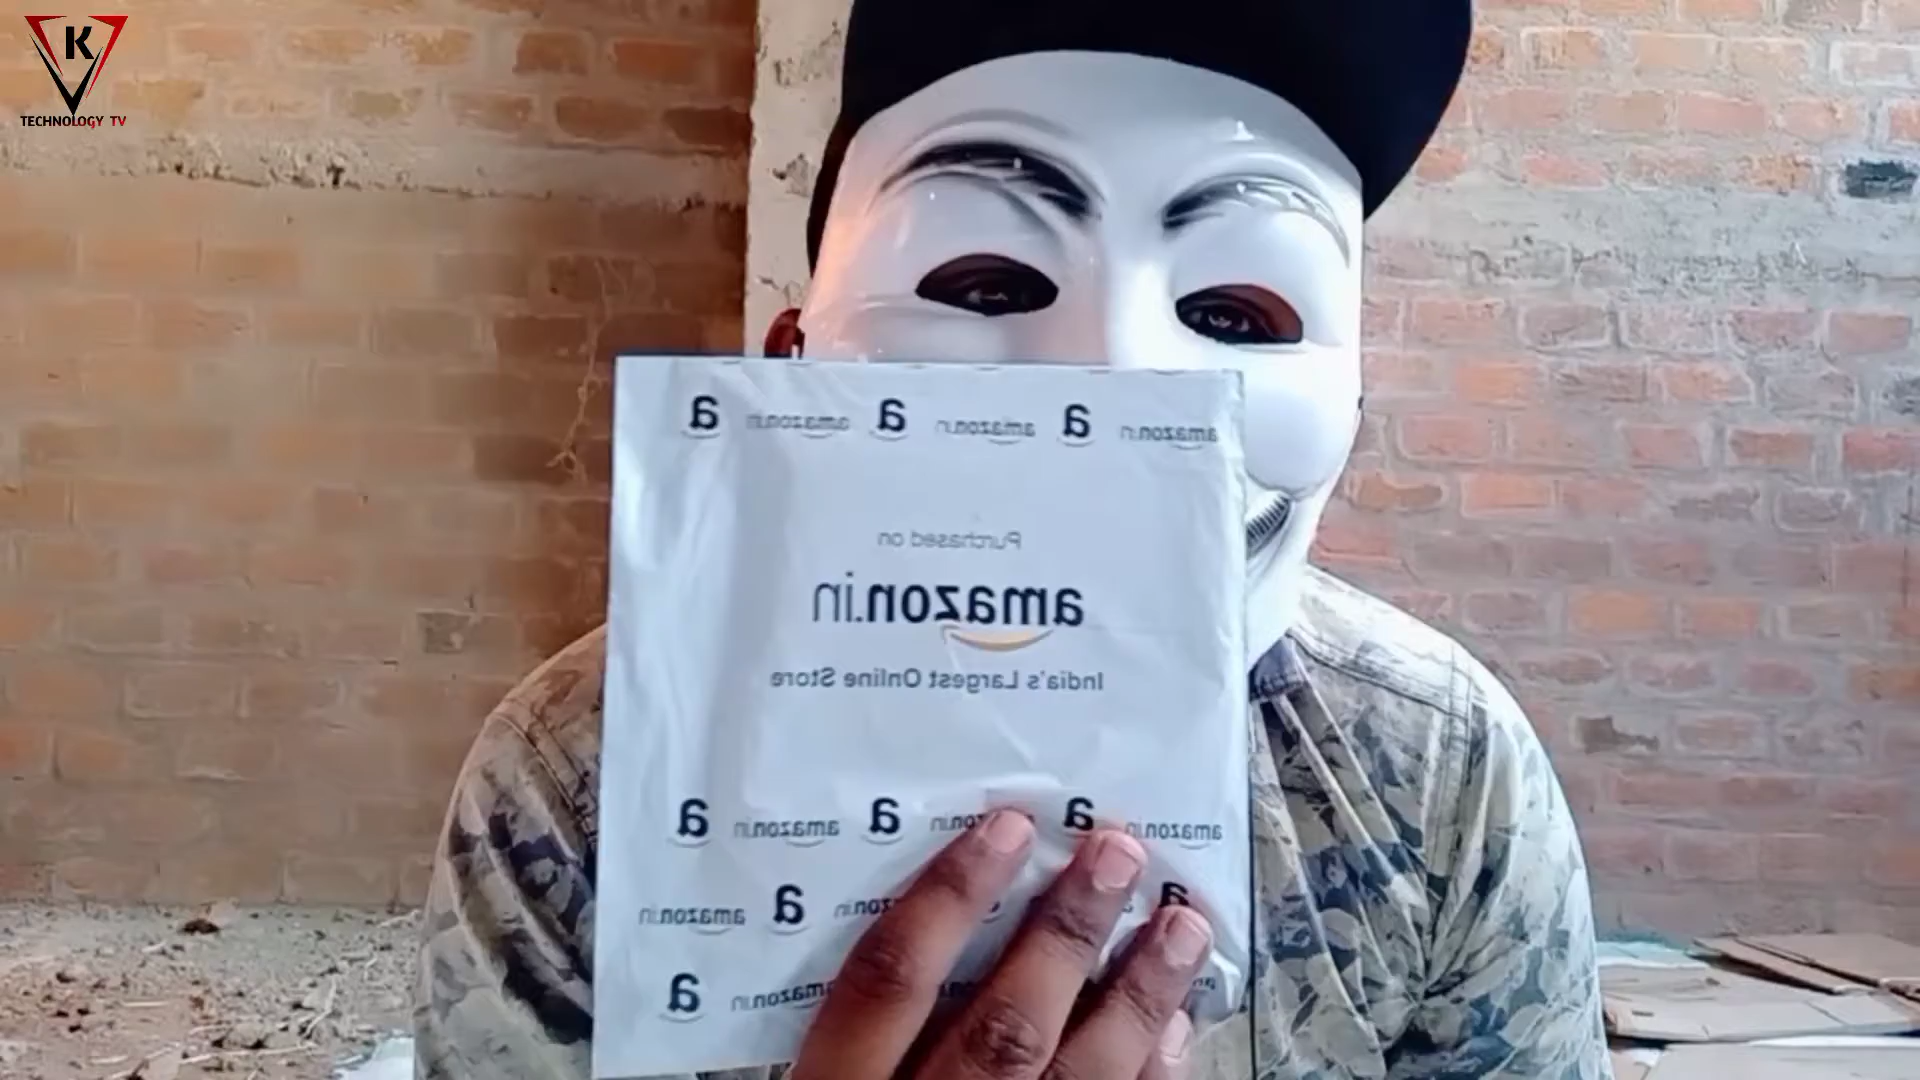 K
TECHNOLOGY TV
a amazon.in a amazon.in a amazon.in
Purchased on
amazon.in
India's Largest Online Store
a amazon.in a amazon.in a amazon.in
amazon.in a amazon.in a
a amazon.in